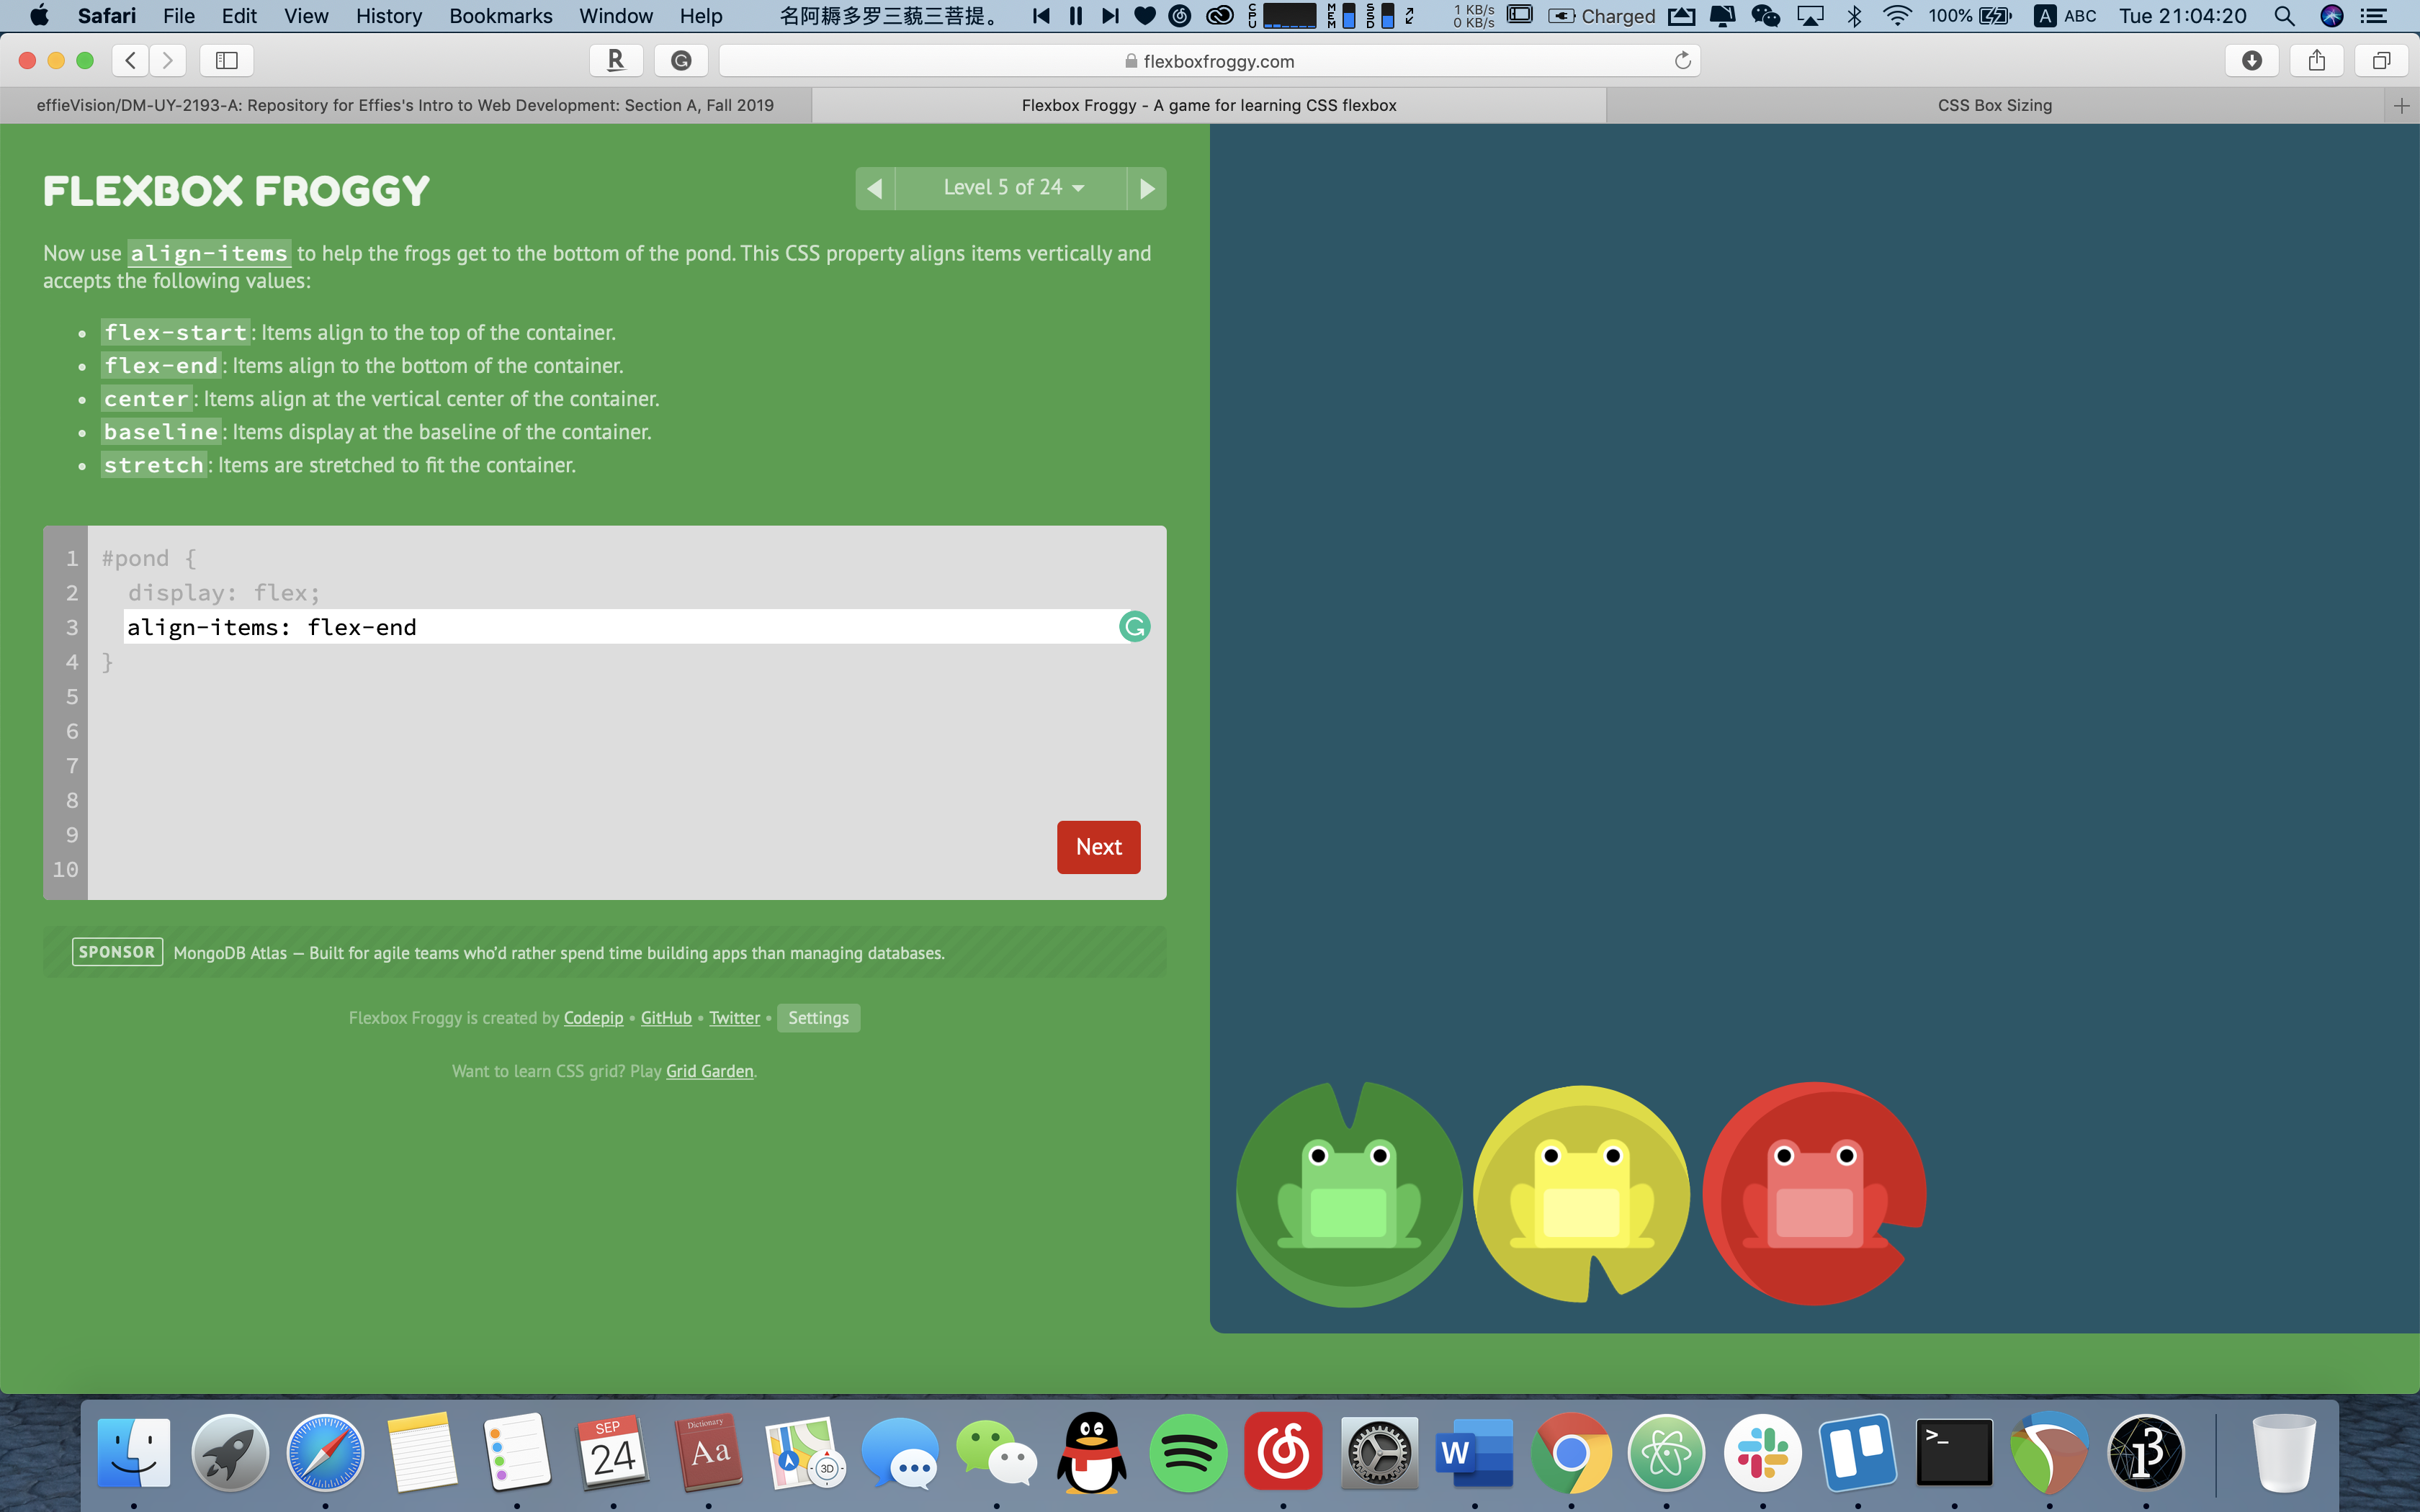 Safari File Edit View History Bookmarks Window Help 名阿耨多罗三藐三菩提。 CPU MEM SSD 1 KB/s 0 KB/s Charged 100% A ABC Tue 21:04:20
R flexboxfroggy.com
effieVision/DM-UY-2193-A: Repository for Effies's Intro to Web Development: Section A, Fall 2019
Flexbox Froggy - A game for learning CSS flexbox
CSS Box Sizing
FLEXBOX FROGGY
Level 5 of 24
Now use align-items to help the frogs get to the bottom of the pond. This CSS property aligns items vertically and
accepts the following values:
• flex-start: Items align to the top of the container.
• flex-end: Items align to the bottom of the container.
• center: Items align at the vertical center of the container.
• baseline: Items display at the baseline of the container.
• stretch: Items are stretched to fit the container.
1 #pond {
2 display: flex;
3 align-items: flex-end
4 }
5
6
7
8
9
10
Next
SPONSOR MongoDB Atlas — Built for agile teams who'd rather spend time building apps than managing databases.
Flexbox Froggy is created by Codepip • GitHub • Twitter • Settings
Want to learn CSS grid? Play Grid Garden.
SEP
24
Dictionary
Aa
3D
W
>_